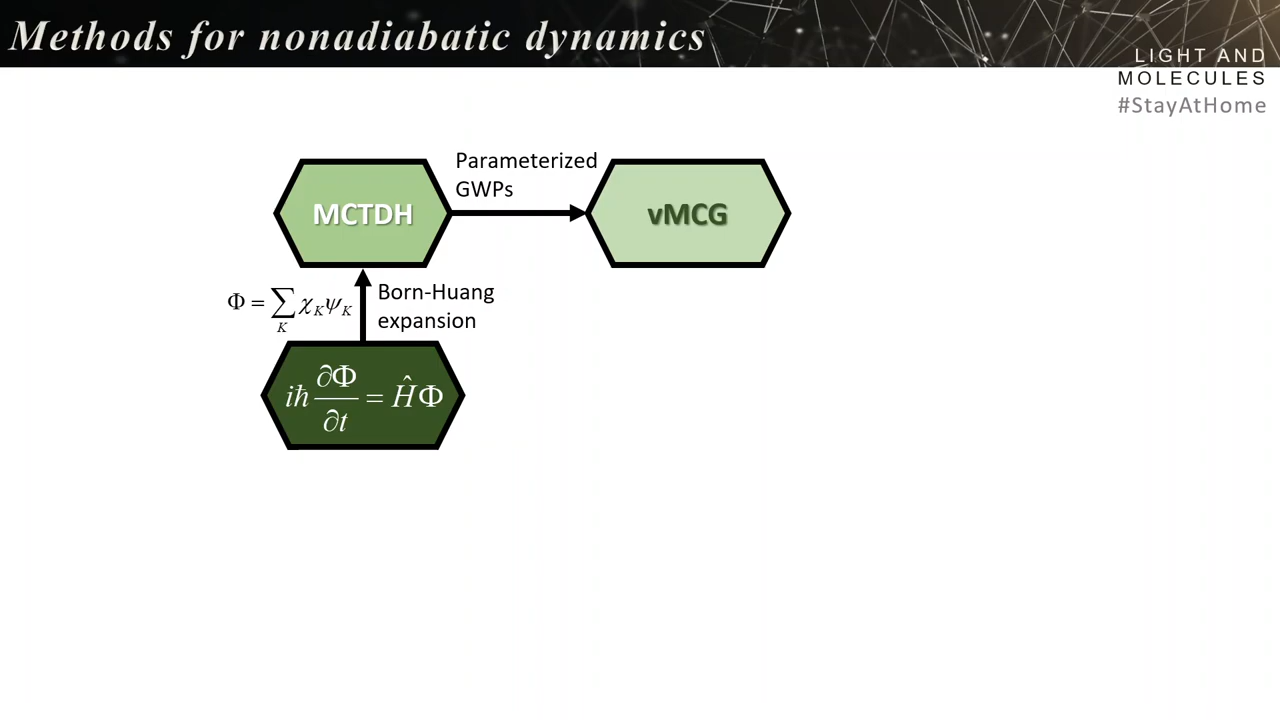 Methods for nonadiabatic dynamics
LIGHT AND
MOLECULES
#StayAtHome
Parameterized
GWPs
MCTDH
vMCG
Born-Huang
expansion
Φ = ∑_K χ_K ψ_K
iħ ∂Φ/∂t = ĤΦ